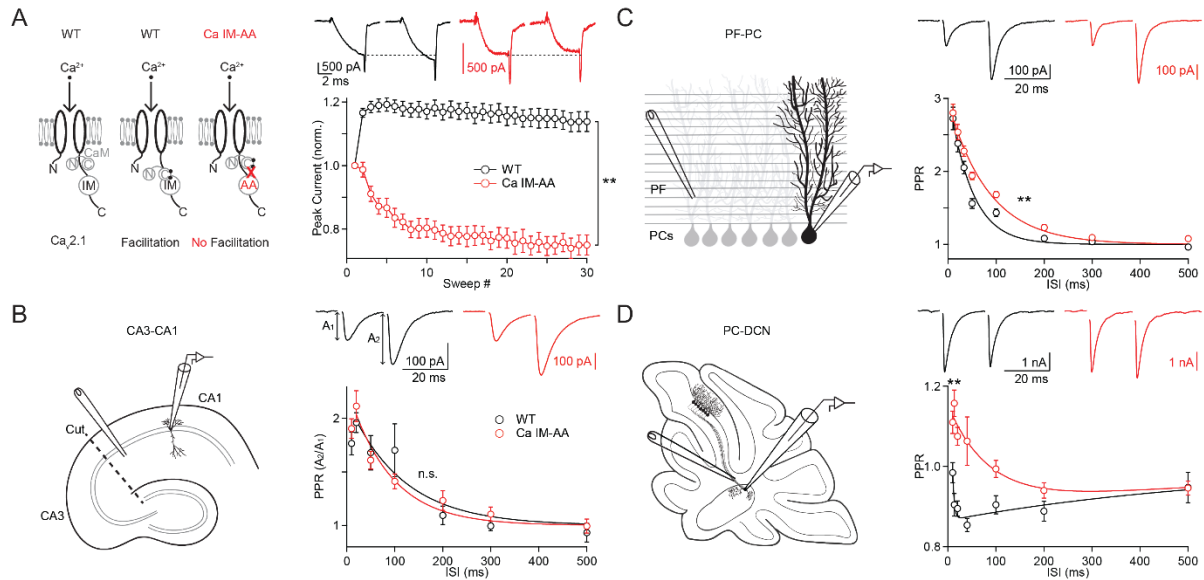 A
WT
WT
Ca IM-AA
Ca²⁺
Ca²⁺
Ca²⁺
CaM
N
C
N
C
N
C
N
IM
N
IM
N
AA
C
C
C
Caᵥ2.1
Facilitation
No Facilitation
500 pA
2 ms
500 pA
Peak Current (norm.)
1.2
1.0
0.8
WT
Ca IM-AA
**
10
20
30
Sweep #
B
CA3-CA1
Cut
CA1
CA3
A₁
A₂
100 pA
20 ms
100 pA
PPR (A₂/A₁)
2
1
WT
Ca IM-AA
n.s.
0
100
200
300
400
500
ISI (ms)
C
PF-PC
PF
PCs
100 pA
20 ms
100 pA
PPR
3
2
1
**
0
100
200
300
400
500
ISI (ms)
D
PC-DCN
1 nA
20 ms
1 nA
PPR
1.2
1.0
0.8
**
0
100
200
300
400
500
ISI (ms)